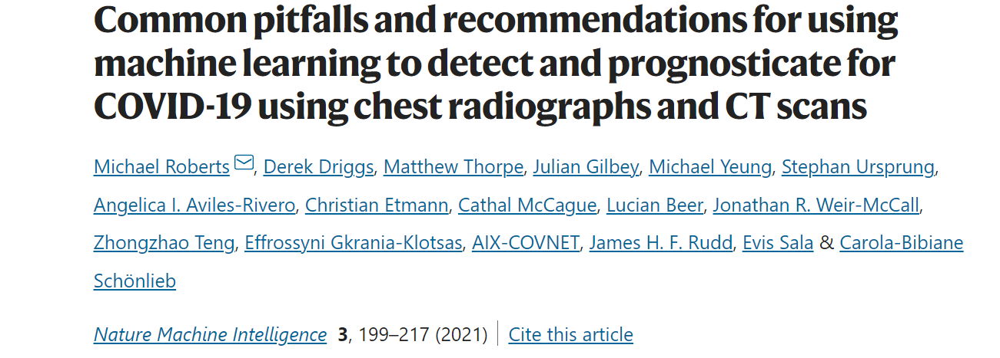 Common pitfalls and recommendations for using
machine learning to detect and prognosticate for
COVID-19 using chest radiographs and CT scans
Michael Roberts, Derek Driggs, Matthew Thorpe, Julian Gilbey, Michael Yeung, Stephan Ursprung,
Angelica I. Aviles-Rivero, Christian Etmann, Cathal McCague, Lucian Beer, Jonathan R. Weir-McCall,
Zhongzhao Teng, Effrossyni Gkrania-Klotsas, AIX-COVNET, James H. F. Rudd, Evis Sala & Carola-Bibiane
Schönlieb
Nature Machine Intelligence 3, 199–217 (2021) Cite this article